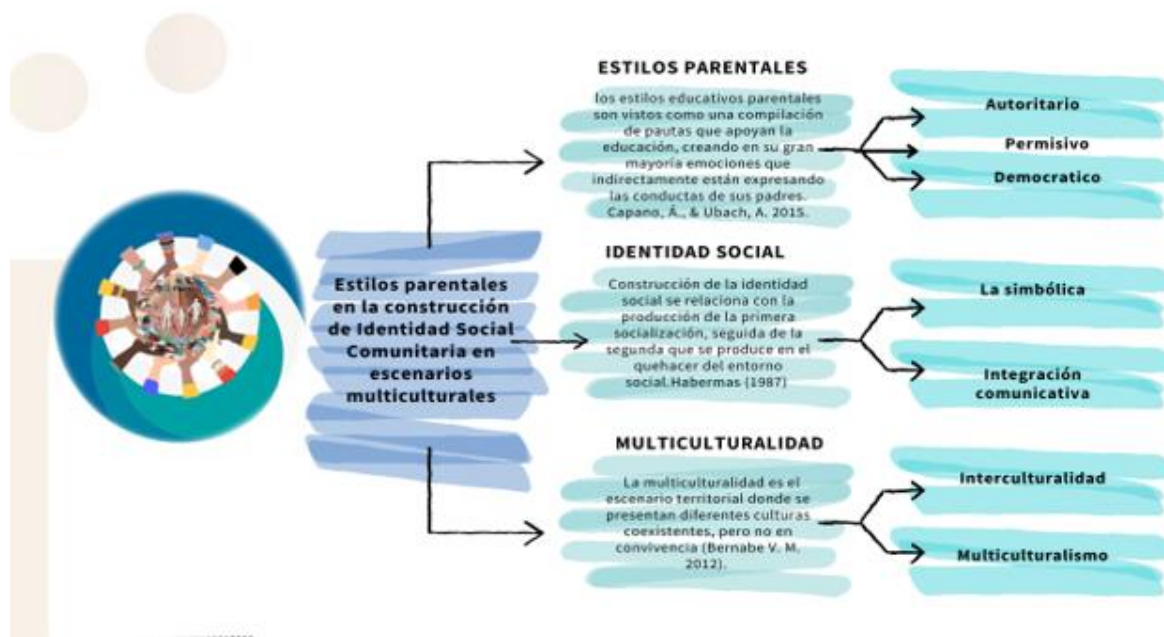 ESTILOS PARENTALES
los estilos educativos parentales
son vistos como una compilación
de pautas que apoyan la
educación, creando en su gran
mayoría emociones que
indirectamente están expresando
las conductas de sus padres.
Capano, Á., & Ubach, A. 2015.
Autoritario
Permisivo
Democratico
Estilos parentales
en la construcción
de Identidad Social
Comunitaria en
escenarios
multiculturales
IDENTIDAD SOCIAL
Construcción de la identidad
social se relaciona con la
producción de la primera
socialización, seguida de la
segunda que se produce en el
quehacer del entorno
social.Habermas (1987)
La simbólica
Integración
comunicativa
MULTICULTURALIDAD
La multiculturalidad es el
escenario territorial donde se
presentan diferentes culturas
coexistentes, pero no en
convivencia (Bernabe V. M.
2012).
Interculturalidad
Multiculturalismo